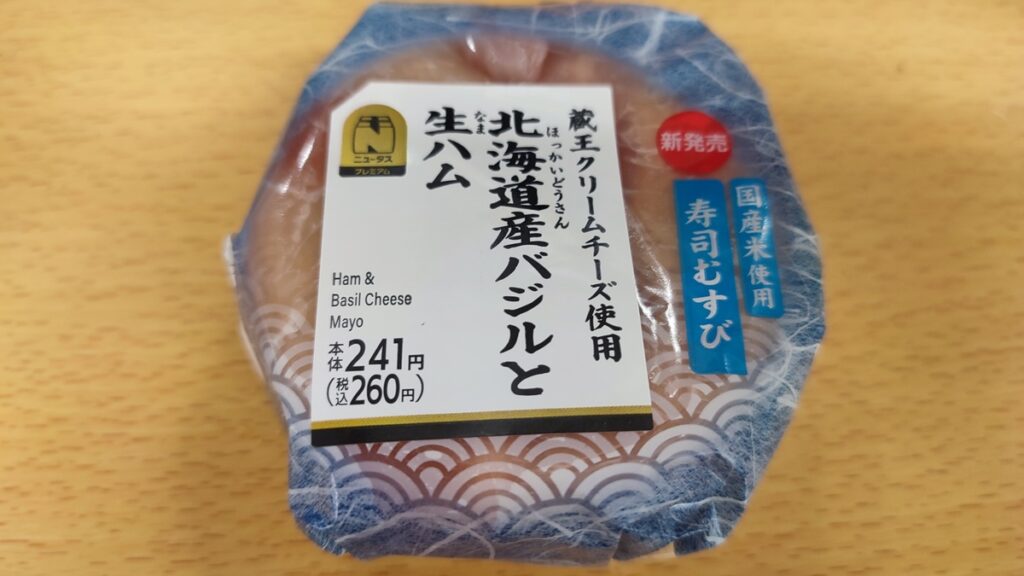 蔵王クリームチーズ使用
ほっかいどうさん
北海道産バジルと
なま
生ハム
ニューダス
プレミアム
Ham &
Basil Cheese
Mayo
本体241円
(税込260円)
新発売
国産米使用
寿司むすび